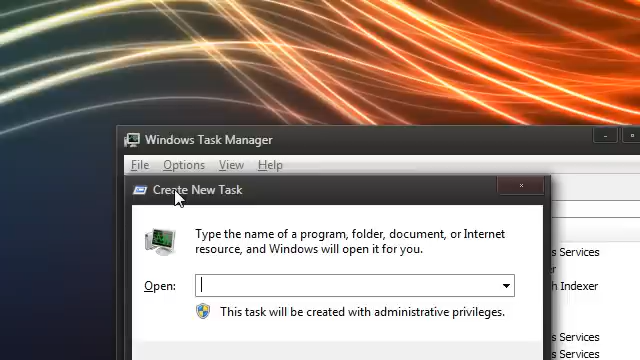 Windows Task Manager
File Options View Help
Create New Task
Type the name of a program, folder, document, or Internet
resource, and Windows will open it for you.
Open:
This task will be created with administrative privileges.
s Services
er
h Indexer
s Services
s Services